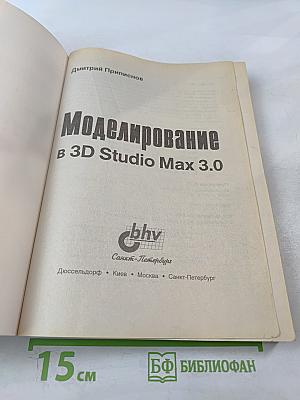 Дмитрий Приписнов
Моделирование
в 3D Studio Max 3.0
bhv
Санкт-Петербург
Дюссельдорф • Киев • Москва • Санкт-Петербург
15 см
БФ БИБЛИОФАН